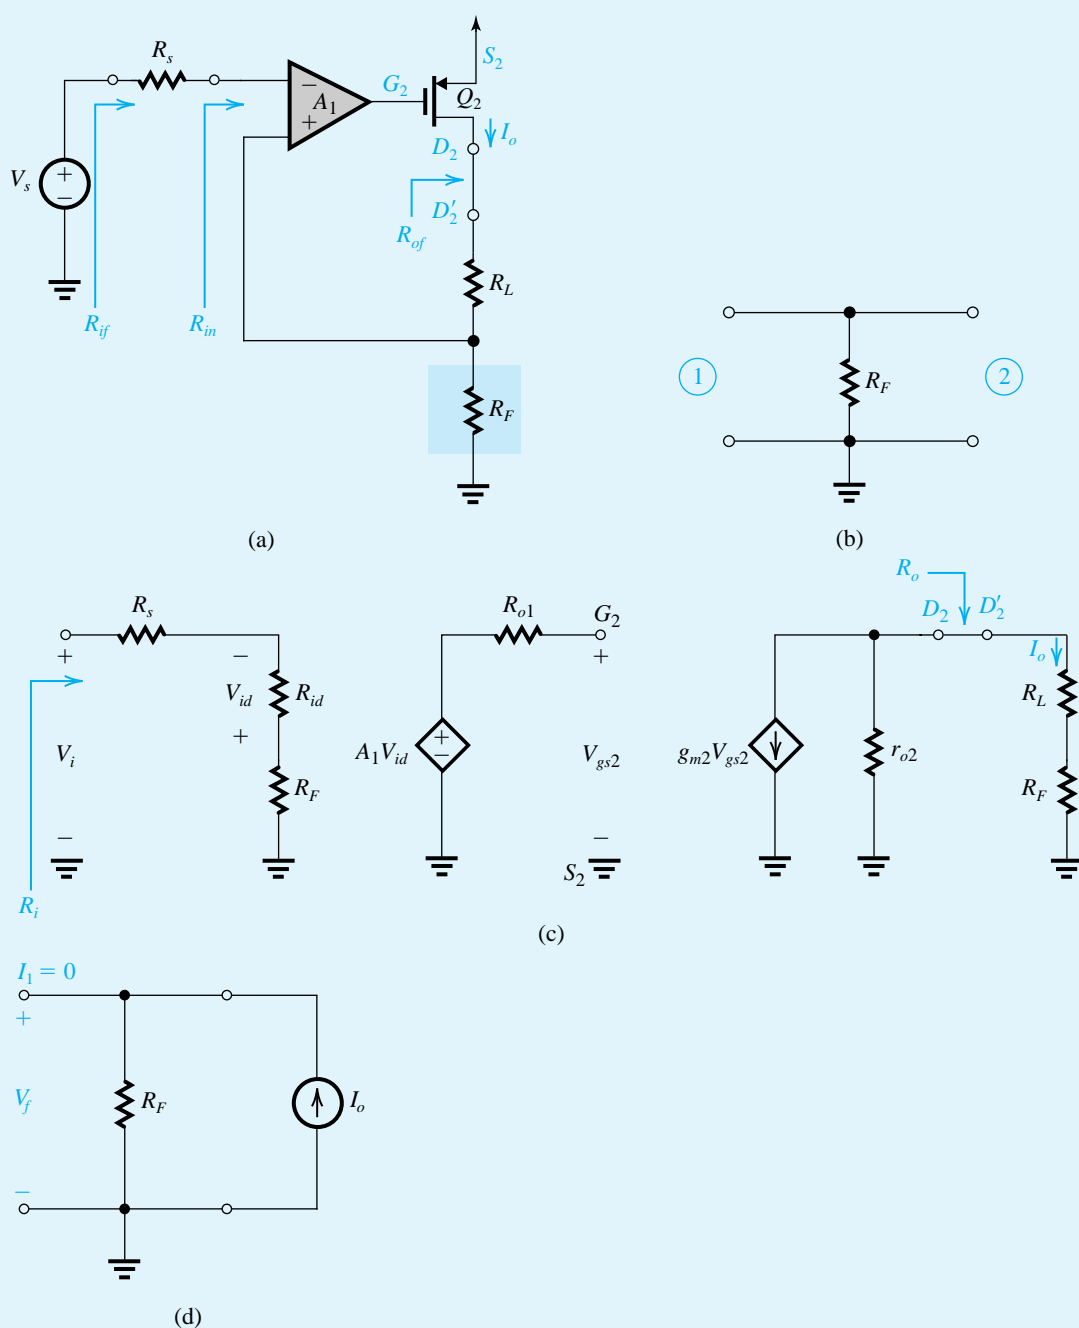 R_s
S_2
G_2
−
A_1
+
Q_2
I_o
D_2
V_s
+
−
D_2′
R_of
R_L
R_if
R_in
R_F
(a)
1
R_F
2
(b)
R_o
R_s
R_o1
G_2
D_2
D_2′
+
−
+
I_o
V_id
R_id
R_L
+
V_i
A_1V_id
+
−
V_gs2
g_m2V_gs2
r_o2
R_F
R_F
−
−
S_2
R_i
(c)
I_1 = 0
+
V_f
R_F
I_o
−
(d)